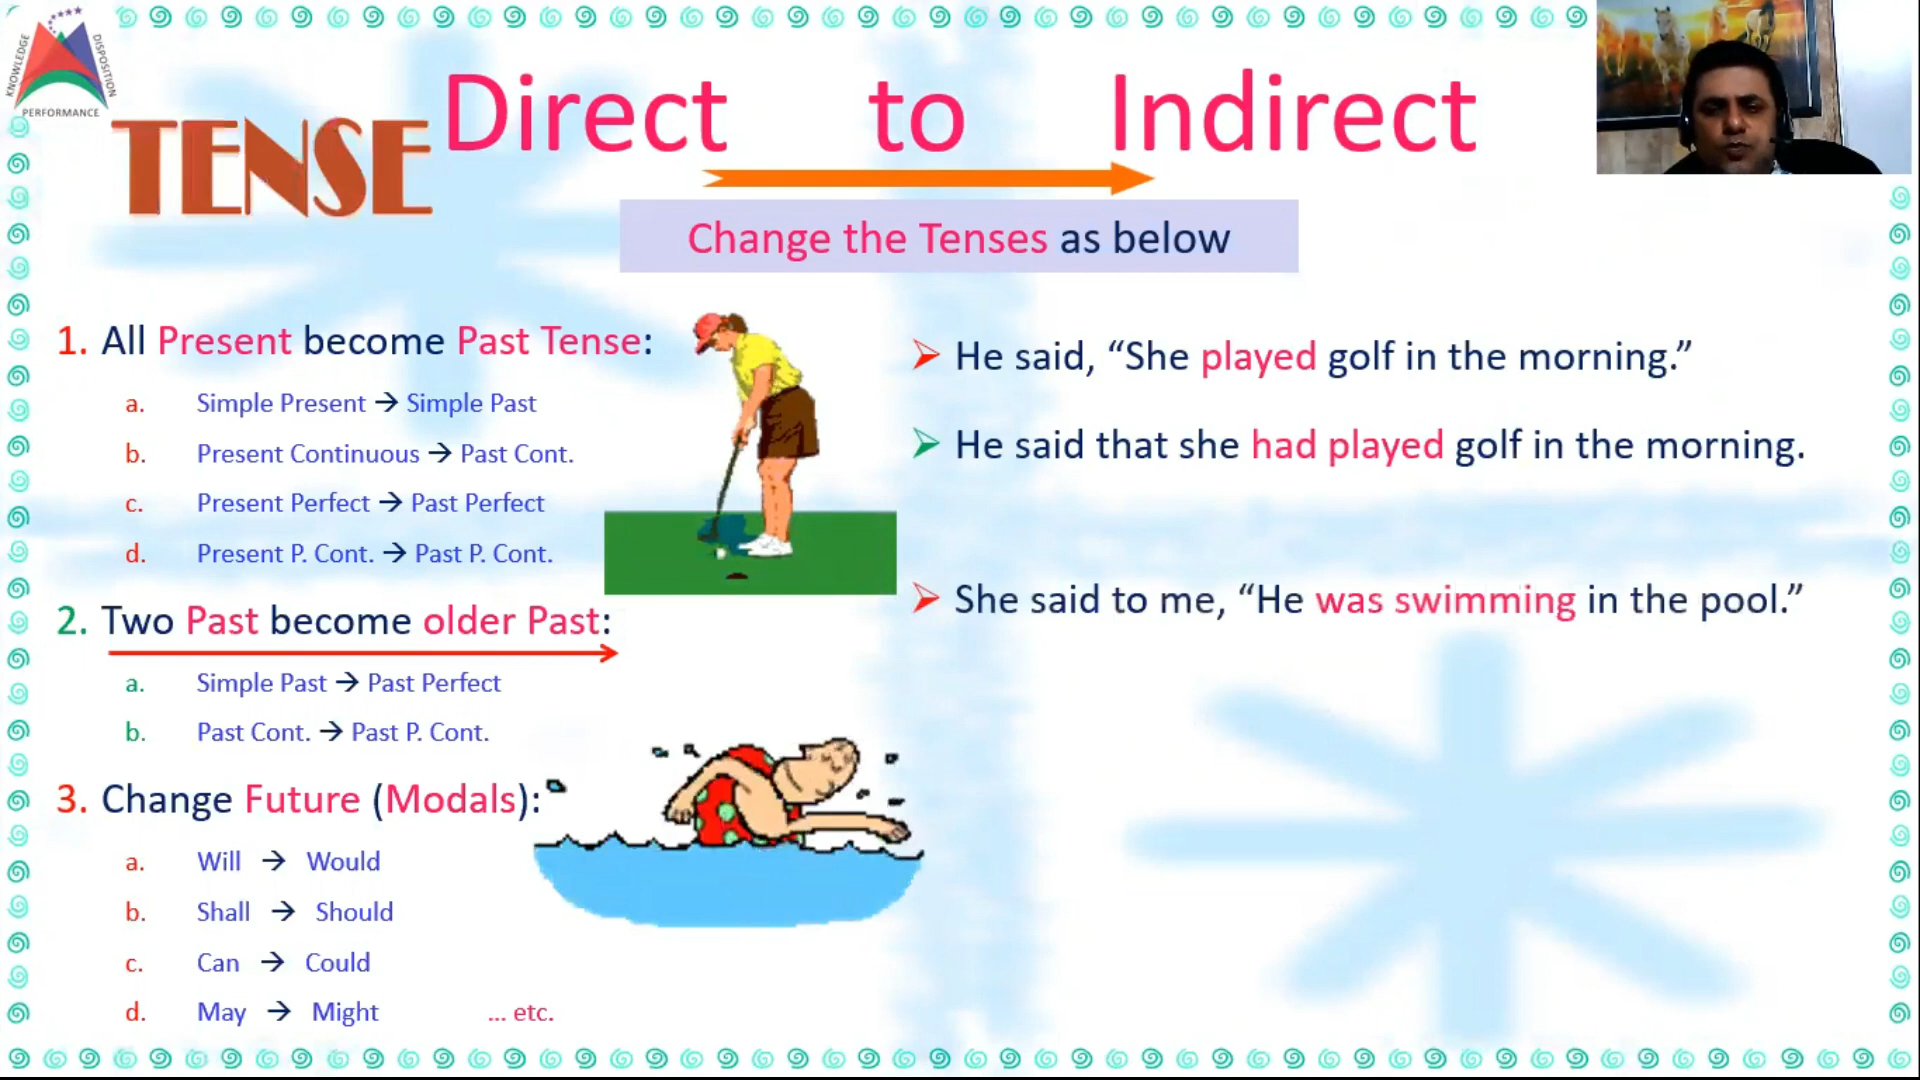 KNOWLEDGE
DISPOSITION
PERFORMANCE
TENSE
Direct to Indirect
Change the Tenses as below
1. All Present become Past Tense:
a. Simple Present → Simple Past
b. Present Continuous → Past Cont.
c. Present Perfect → Past Perfect
d. Present P. Cont. → Past P. Cont.
2. Two Past become older Past:
a. Simple Past → Past Perfect
b. Past Cont. → Past P. Cont.
3. Change Future (Modals):
a. Will → Would
b. Shall → Should
c. Can → Could
d. May → Might ... etc.
➢ He said, “She played golf in the morning.”
➢ He said that she had played golf in the morning.
➢ She said to me, “He was swimming in the pool.”